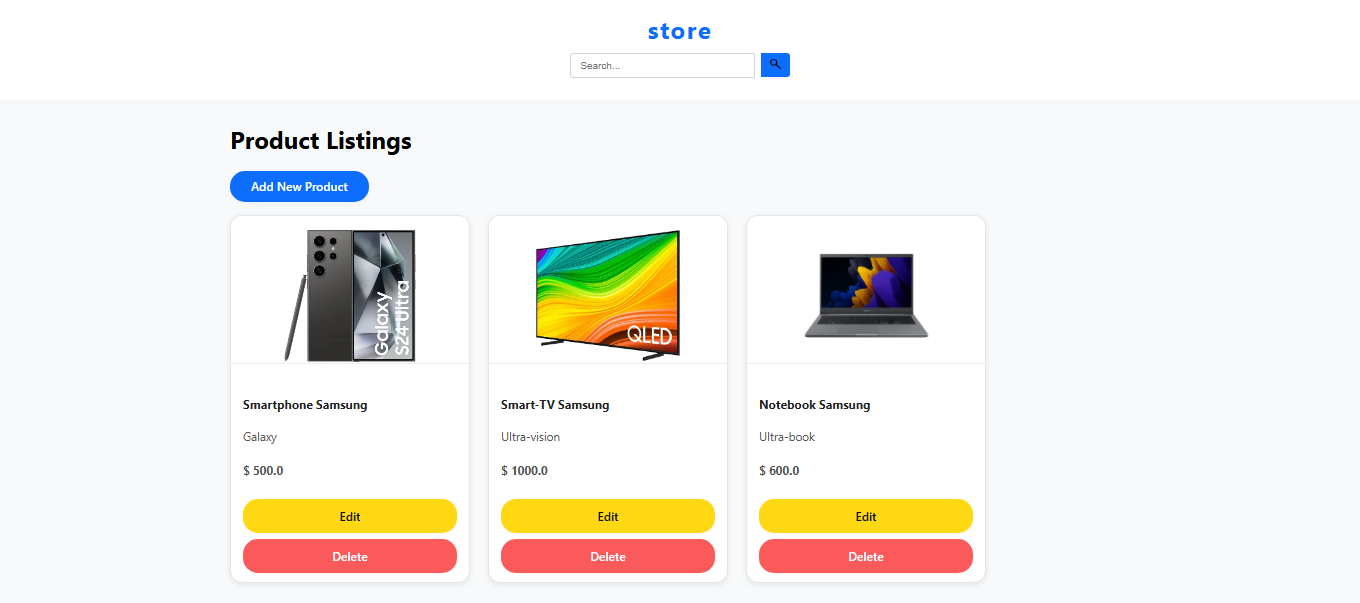 store
Search...
Product Listings
Add New Product
Galaxy
S24 Ultra
QLED
Smartphone Samsung
Smart-TV Samsung
Notebook Samsung
Galaxy
Ultra-vision
Ultra-book
$ 500.0
$ 1000.0
$ 600.0
Edit
Edit
Edit
Delete
Delete
Delete